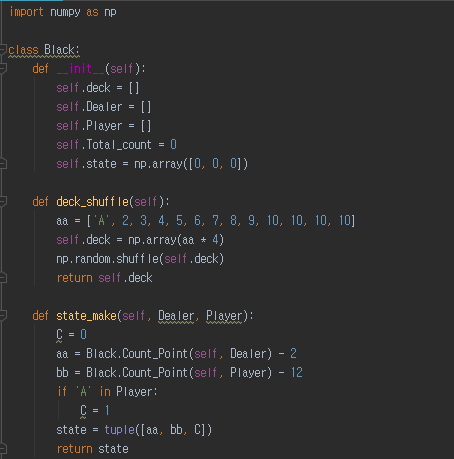 import numpy as np
class Black:
def __init__(self):
self.deck = []
self.Dealer = []
self.Player = []
self.Total_count = 0
self.state = np.array([0, 0, 0])
def deck_shuffle(self):
aa = ['A', 2, 3, 4, 5, 6, 7, 8, 9, 10, 10, 10, 10]
self.deck = np.array(aa * 4)
np.random.shuffle(self.deck)
return self.deck
def state_make(self, Dealer, Player):
C = 0
aa = Black.Count_Point(self, Dealer) - 2
bb = Black.Count_Point(self, Player) - 12
if 'A' in Player:
C = 1
state = tuple([aa, bb, C])
return state